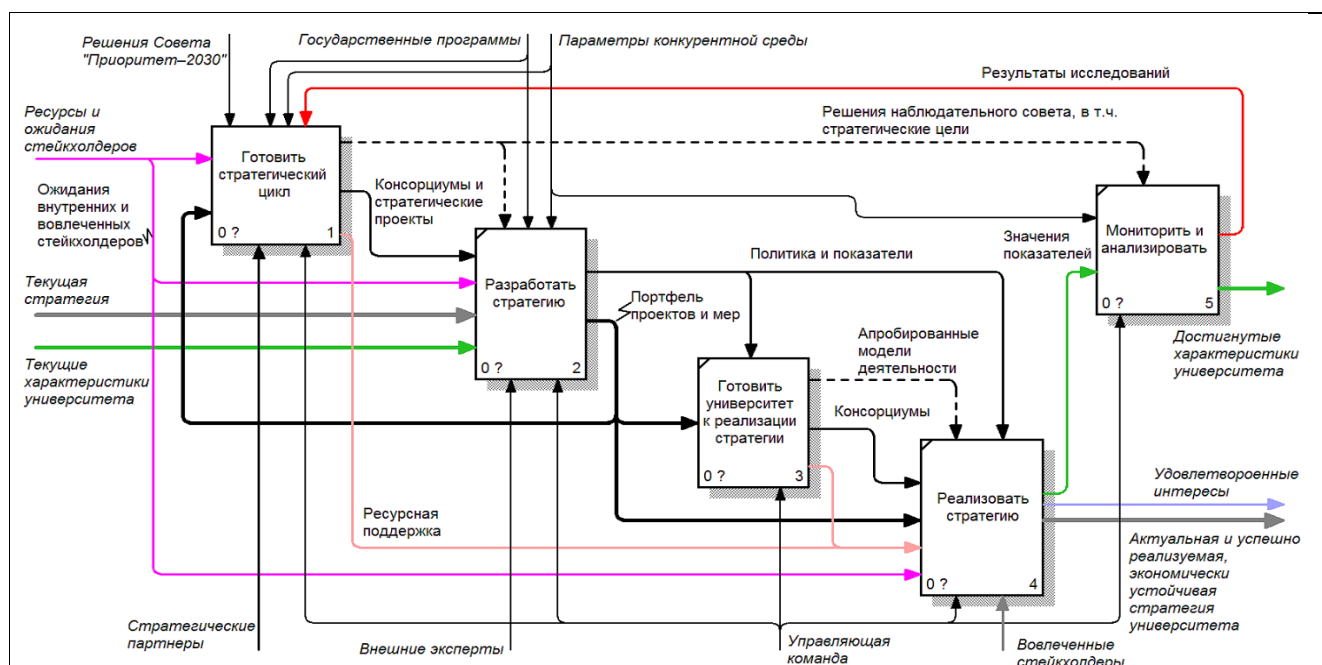 Решения Совета
"Приоритет–2030"
Государственные программы
Параметры конкурентной среды
Результаты исследований
Ресурсы и
ожидания
стейкхолдеров
Решения наблюдательного совета, в т.ч.
стратегические цели
Готовить
стратегический
цикл
0 ?
1
Ожидания
внутренних и
вовлеченных
стейкхолдеров
Консорциумы и
стратегические
проекты
Мониторить и
анализировать
0 ?
5
Значения
показателей
Политика и показатели
Текущая
стратегия
Разработать
стратегию
0 ?
2
Портфель
проектов и мер
Достигнутые
характеристики
университета
Текущие
характеристики
университета
Апробированные
модели
деятельности
Готовить
университет
к реализации
стратегии
0 ?
3
Консорциумы
Реализовать
стратегию
0 ?
4
Удовлетвороенные
интересы
Ресурсная
поддержка
Актуальная и успешно
реализуемая,
экономически
устойчивая
стратегия
университета
Стратегические
партнеры
Внешние эксперты
Управляющая
команда
Вовлеченные
стейкхолдеры